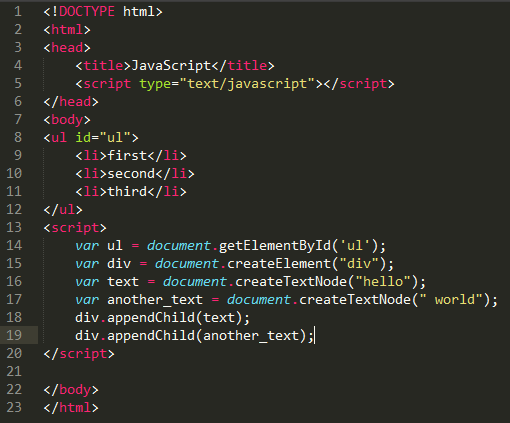 1 <!DOCTYPE html>
2 <html>
3 <head>
4     <title>JavaScript</title>
5     <script type="text/javascript"></script>
6 </head>
7 <body>
8 <ul id="ul">
9     <li>first</li>
10     <li>second</li>
11     <li>third</li>
12 </ul>
13 <script>
14     var ul = document.getElementById('ul');
15     var div = document.createElement("div");
16     var text = document.createTextNode("hello");
17     var another_text = document.createTextNode(" world");
18     div.appendChild(text);
19     div.appendChild(another_text);
20 </script>
21
22 </body>
23 </html>